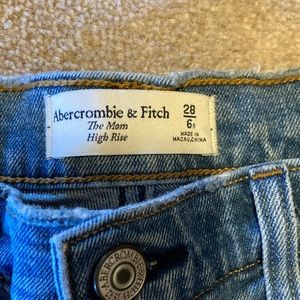 Abercrombie & Fitch
The Mom
High Rise
28
6s
MADE IN
MACAU, CHINA
ABERCROMBIE